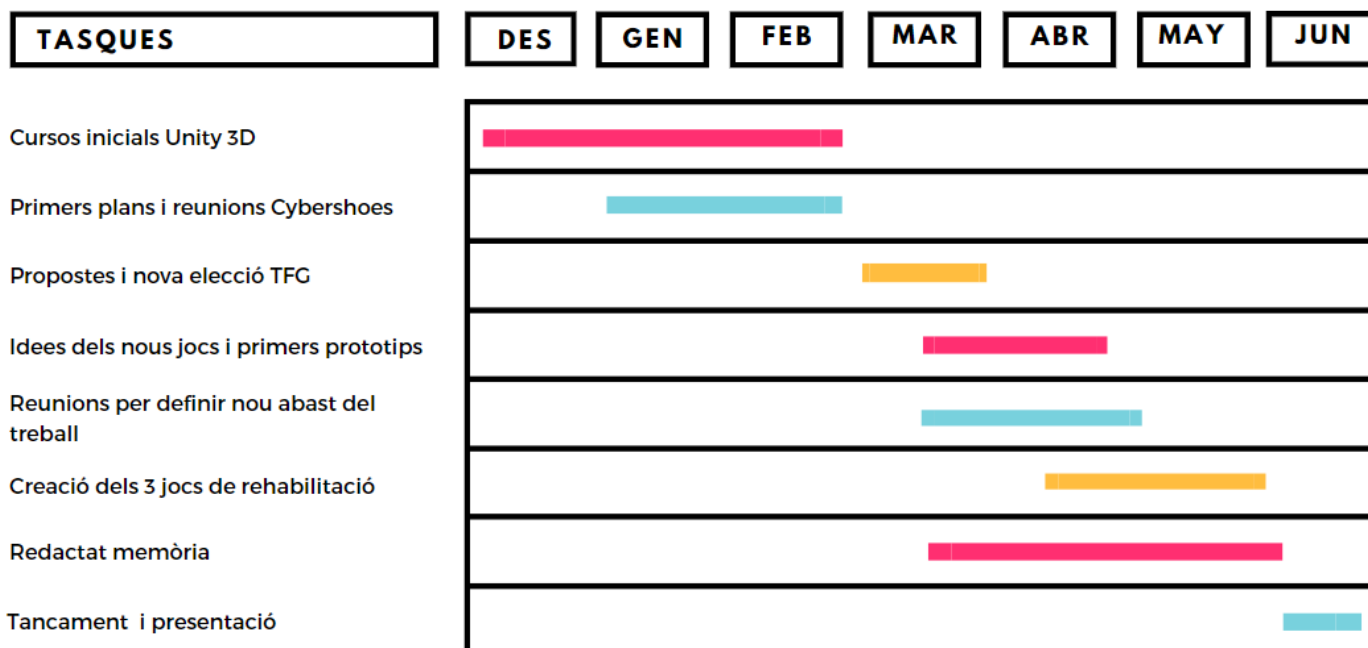 TASQUES DES GEN FEB MAR ABR MAY JUN
Cursos inicials Unity 3D
Primers plans i reunions Cybershoes
Propostes i nova elecció TFG
Idees dels nous jocs i primers prototips
Reunions per definir nou abast del
treball
Creació dels 3 jocs de rehabilitació
Redactat memòria
Tancament i presentació